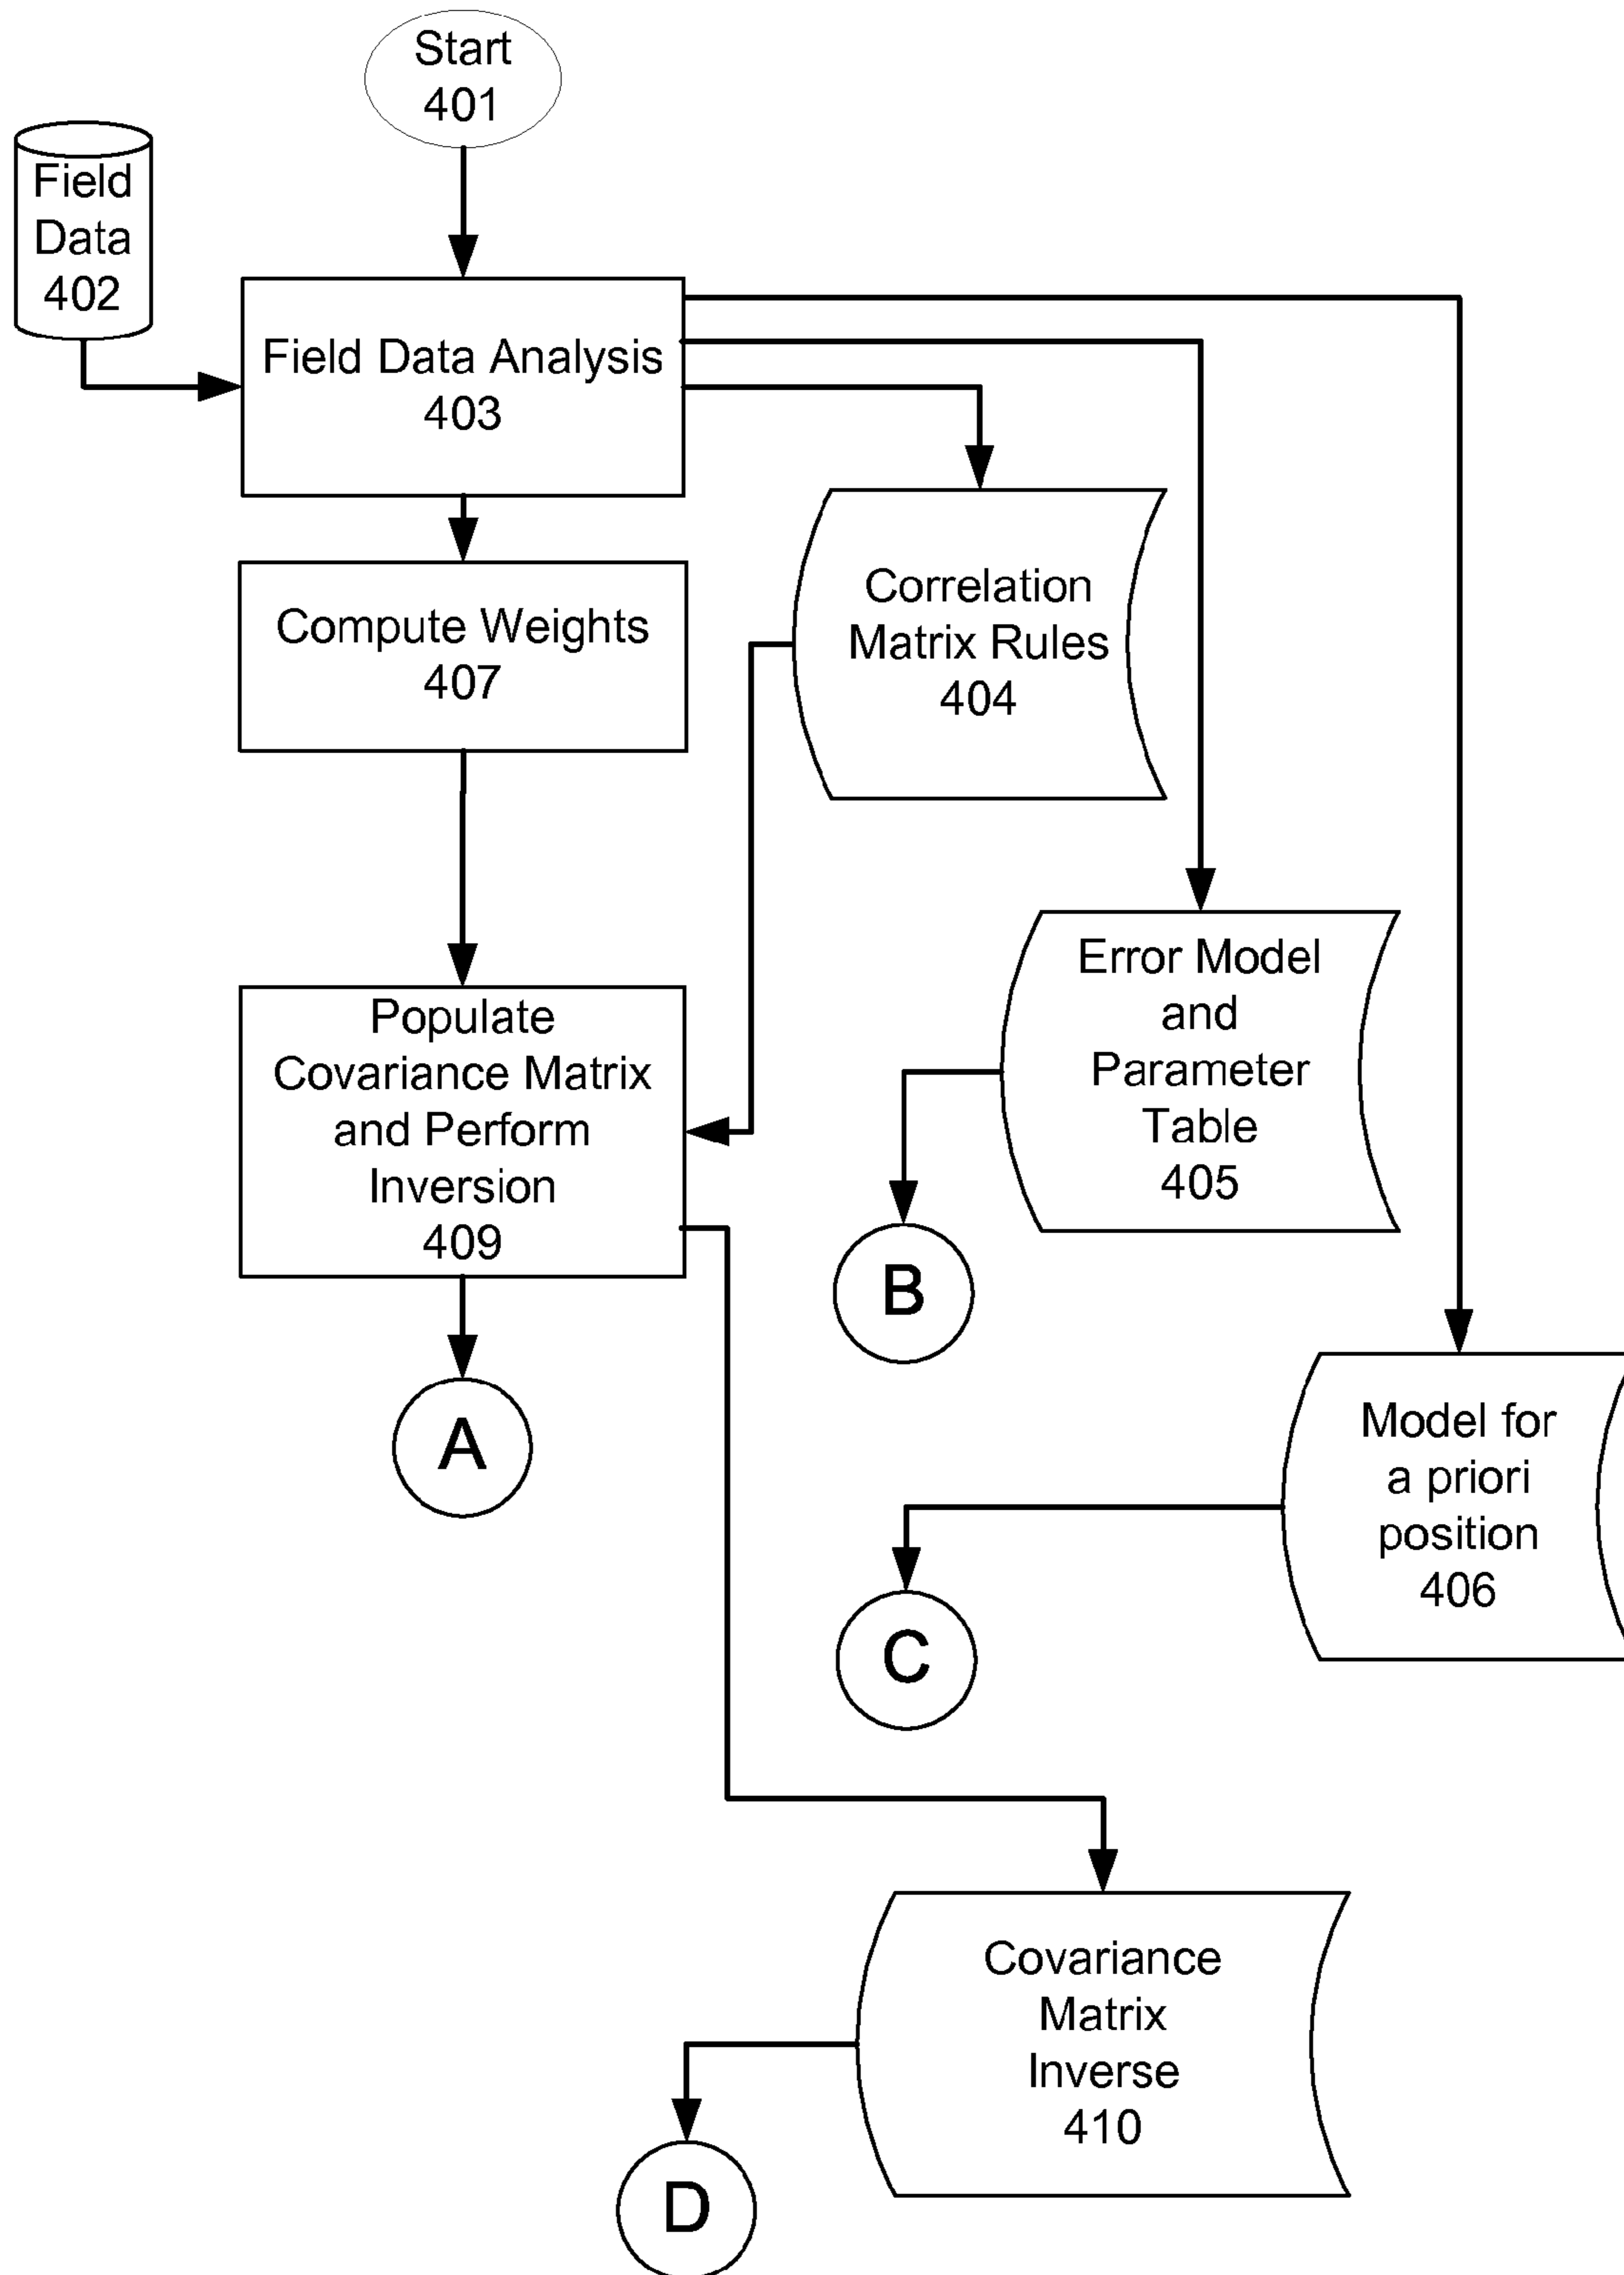 Start
401
Field
Data
402
Field Data Analysis
403
Compute Weights
407
Correlation
Matrix Rules
404
Error Model
and
Parameter
Table
405
Populate
Covariance Matrix
and Perform
Inversion
409
B
A
Model for
a priori
position
406
C
Covariance
Matrix
Inverse
410
D